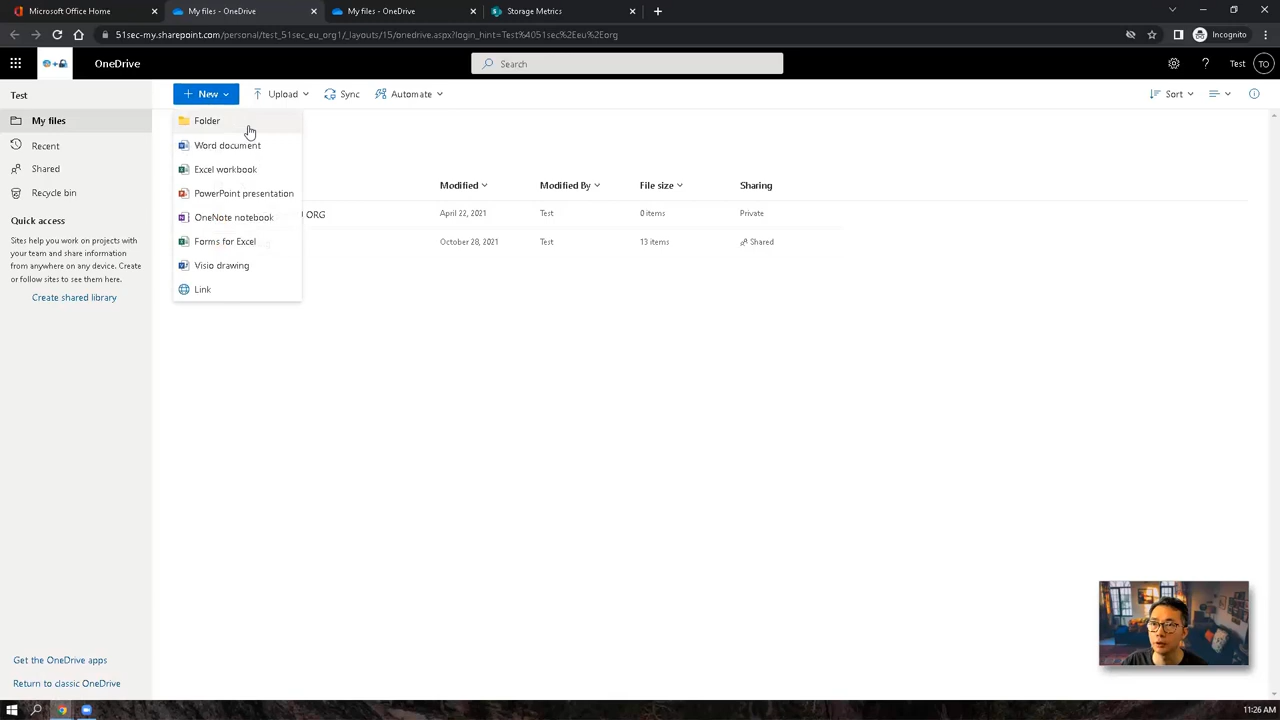 Microsoft Office Home
My files - OneDrive
My files - OneDrive
Storage Metrics
51sec-my.sharepoint.com/personal/test_51sec_eu_org1/_layouts/15/onedrive.aspx?login_hint=Test%4051sec%2Eeu%2Eorg
Incognito
OneDrive
Search
Test
TO
Test
New
Upload
Sync
Automate
Sort
My files
Recent
Shared
Recycle bin
Quick access
Sites help you work on projects with
your team and share information
from anywhere on any device. Create
or follow sites to see them here.
Create shared library
Folder
Word document
Excel workbook
PowerPoint presentation
OneNote notebook
Forms for Excel
Visio drawing
Link
Modified
Modified By
File size
Sharing
ORG
April 22, 2021
Test
0 items
Private
October 28, 2021
Test
13 items
Shared
Get the OneDrive apps
Return to classic OneDrive
11:26 AM